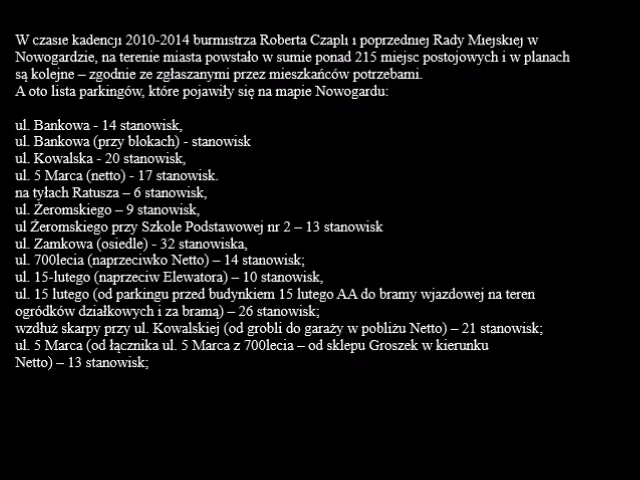 W czasie kadencji 2010-2014 burmistrza Roberta Czapli i poprzedniej Rady Miejskiej w
Nowogardzie, na terenie miasta powstało w sumie ponad 215 miejsc postojowych i w planach
są kolejne – zgodnie ze zgłaszanymi przez mieszkańców potrzebami.
A oto lista parkingów, które pojawiły się na mapie Nowogardu:
ul. Bankowa - 14 stanowisk,
ul. Bankowa (przy blokach) - stanowisk
ul. Kowalska - 20 stanowisk,
ul. 5 Marca (netto) - 17 stanowisk.
na tyłach Ratusza – 6 stanowisk,
ul. Żeromskiego – 9 stanowisk,
ul Żeromskiego przy Szkole Podstawowej nr 2 – 13 stanowisk
ul. Zamkowa (osiedle) - 32 stanowiska,
ul. 700lecia (naprzeciwko Netto) – 14 stanowisk;
ul. 15-lutego (naprzeciw Elewatora) – 10 stanowisk,
ul. 15 lutego (od parkingu przed budynkiem 15 lutego AA do bramy wjazdowej na teren
ogródków działkowych i za bramą) – 26 stanowisk;
wzdłuż skarpy przy ul. Kowalskiej (od grobli do garaży w pobliżu Netto) – 21 stanowisk;
ul. 5 Marca (od łącznika ul. 5 Marca z 700lecia – od sklepu Groszek w kierunku
Netto) – 13 stanowisk;